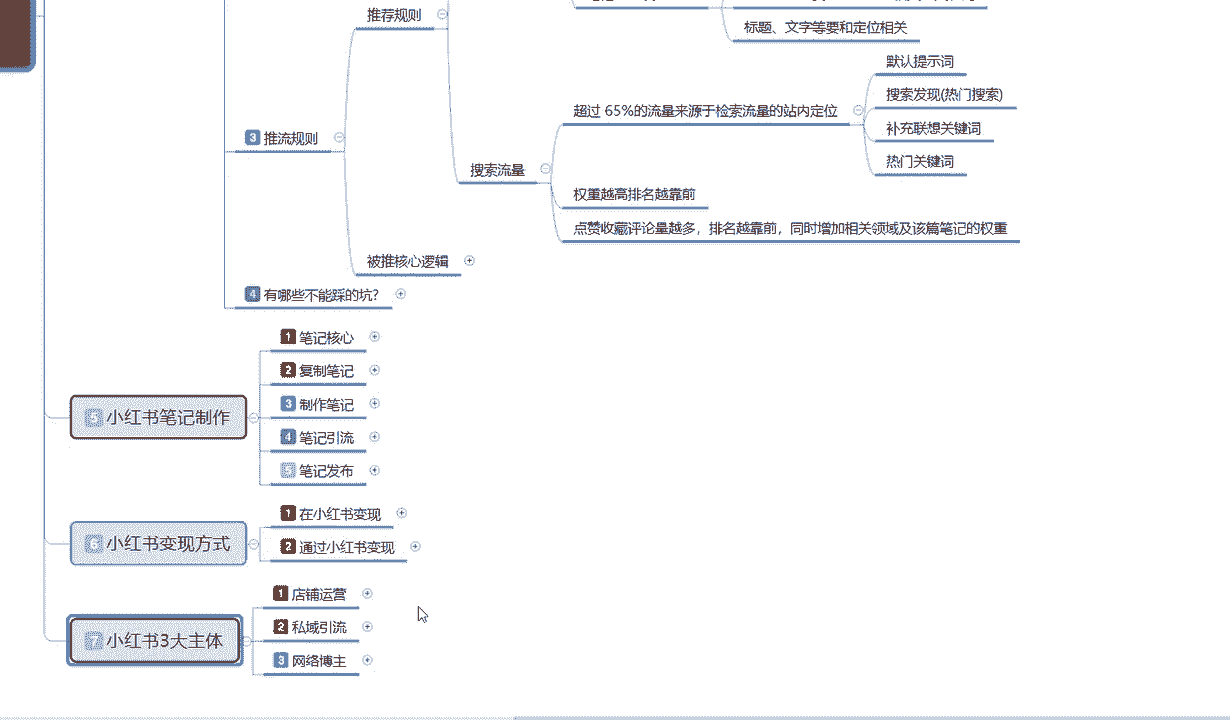 推荐规则
标题、文字等要和定位相关
默认提示词
搜索发现(热门搜索)
超过 65%的流量来源于检索流量的站内定位
补充联想关键词
3 推流规则
热门关键词
搜索流量
权重越高排名越靠前
点赞收藏评论量越多，排名越靠前，同时增加相关领域及该篇笔记的权重
被推核心逻辑
4 有哪些不能踩的坑？
1 笔记核心
2 复制笔记
3 制作笔记
5 小红书笔记制作
4 笔记引流
5 笔记发布
1 在小红书变现
6 小红书变现方式
2 通过小红书变现
1 店铺运营
2 私域引流
7 小红书3大主体
3 网络博主